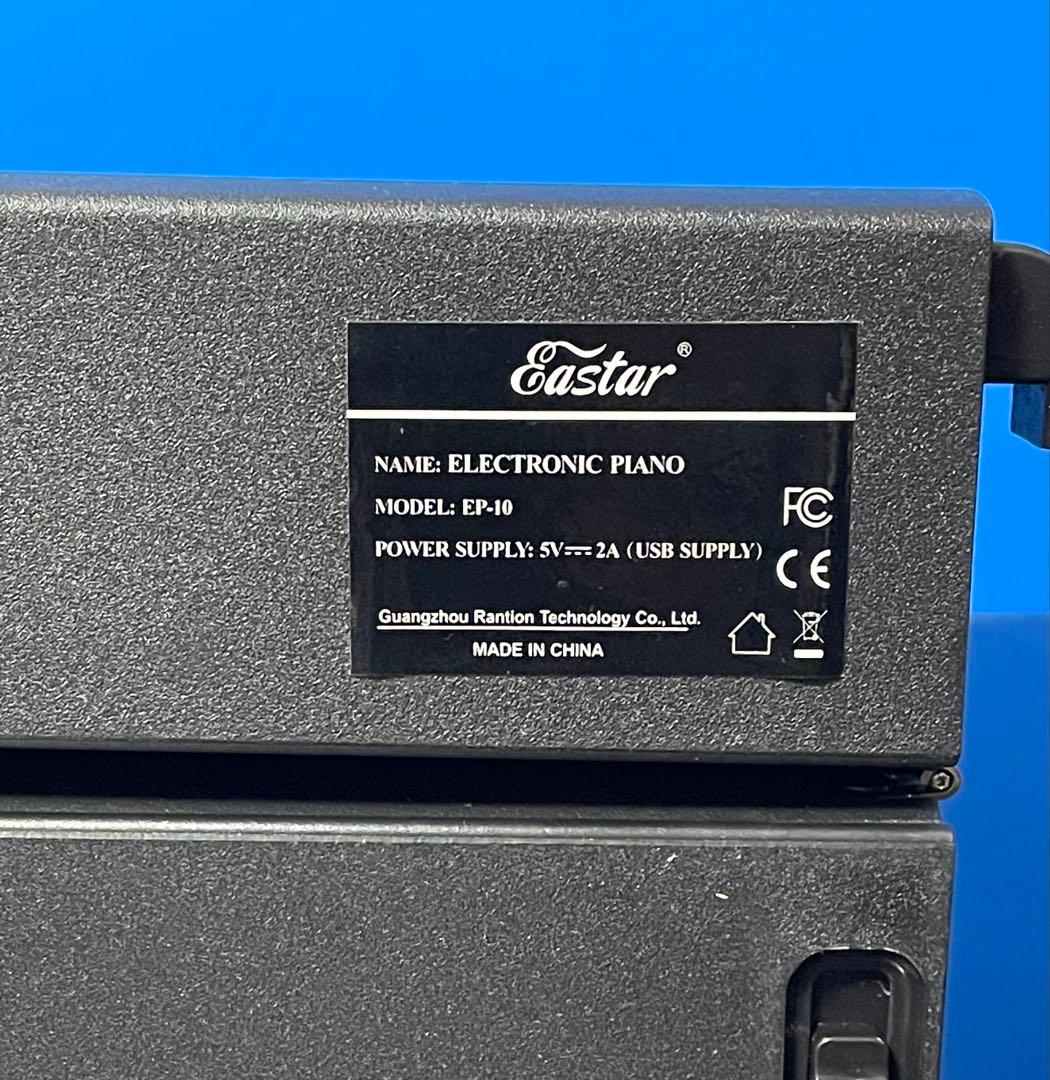 Eastar®
NAME: ELECTRONIC PIANO
MODEL: EP-10
FC
POWER SUPPLY: 5V⎓2A (USB SUPPLY)
CE
Guangzhou Rantion Technology Co., Ltd.
MADE IN CHINA